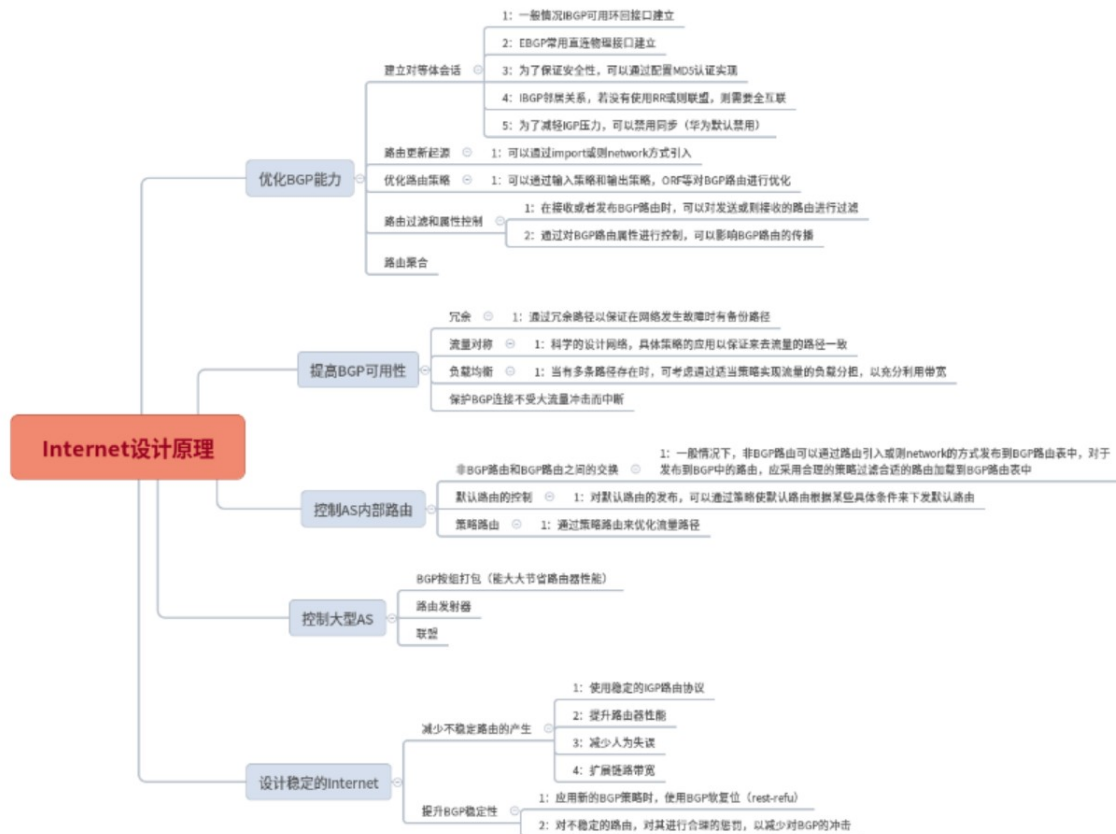 Internet设计原理
优化BGP能力
建立对等体会话
1：一般情况IBGP可用环回接口建立
2：EBGP常用直连物理接口建立
3：为了保证安全性，可以通过配置MD5认证实现
4：IBGP邻居关系，若没有使用RR或则联盟，则需要全互联
5：为了减轻IGP压力，可以禁用同步（华为默认禁用）
路由更新起源
1：可以通过import或则network方式引入
优化路由策略
1：可以通过输入策略和输出策略，ORF等对BGP路由进行优化
路由过滤和属性控制
1：在接收或者发布BGP路由时，可以对发送或则接收的路由进行过滤
2：通过对BGP路由属性进行控制，可以影响BGP路由的传播
路由聚合
提高BGP可用性
冗余
1：通过冗余路径以保证在网络发生故障时有备份路径
流量对称
1：科学的设计网络，具体策略的应用以保证来去流量的路径一致
负载均衡
1：当有多条路径存在时，可考虑通过适当策略实现流量的负载分担，以充分利用带宽
保护BGP连接不受大流量冲击而中断
控制AS内部路由
非BGP路由和BGP路由之间的交换
1：一般情况下，非BGP路由可以通过路由引入或则network的方式发布到BGP路由表中，对于
发布到BGP中的路由，应采用合理的策略过滤合适的路由加载到BGP路由表中
默认路由的控制
1：对默认路由的发布，可以通过策略使默认路由根据某些具体条件来下发默认路由
策略路由
1：通过策略路由来优化流量路径
控制大型AS
BGP按组打包（能大大节省路由器性能）
路由发射器
联盟
设计稳定的Internet
减少不稳定路由的产生
1：使用稳定的IGP路由协议
2：提升路由器性能
3：减少人为失误
4：扩展链路带宽
提升BGP稳定性
1：应用新的BGP策略时，使用BGP软复位（rest-refu）
2：对不稳定的路由，对其进行合理的惩罚，以减少对BGP的冲击